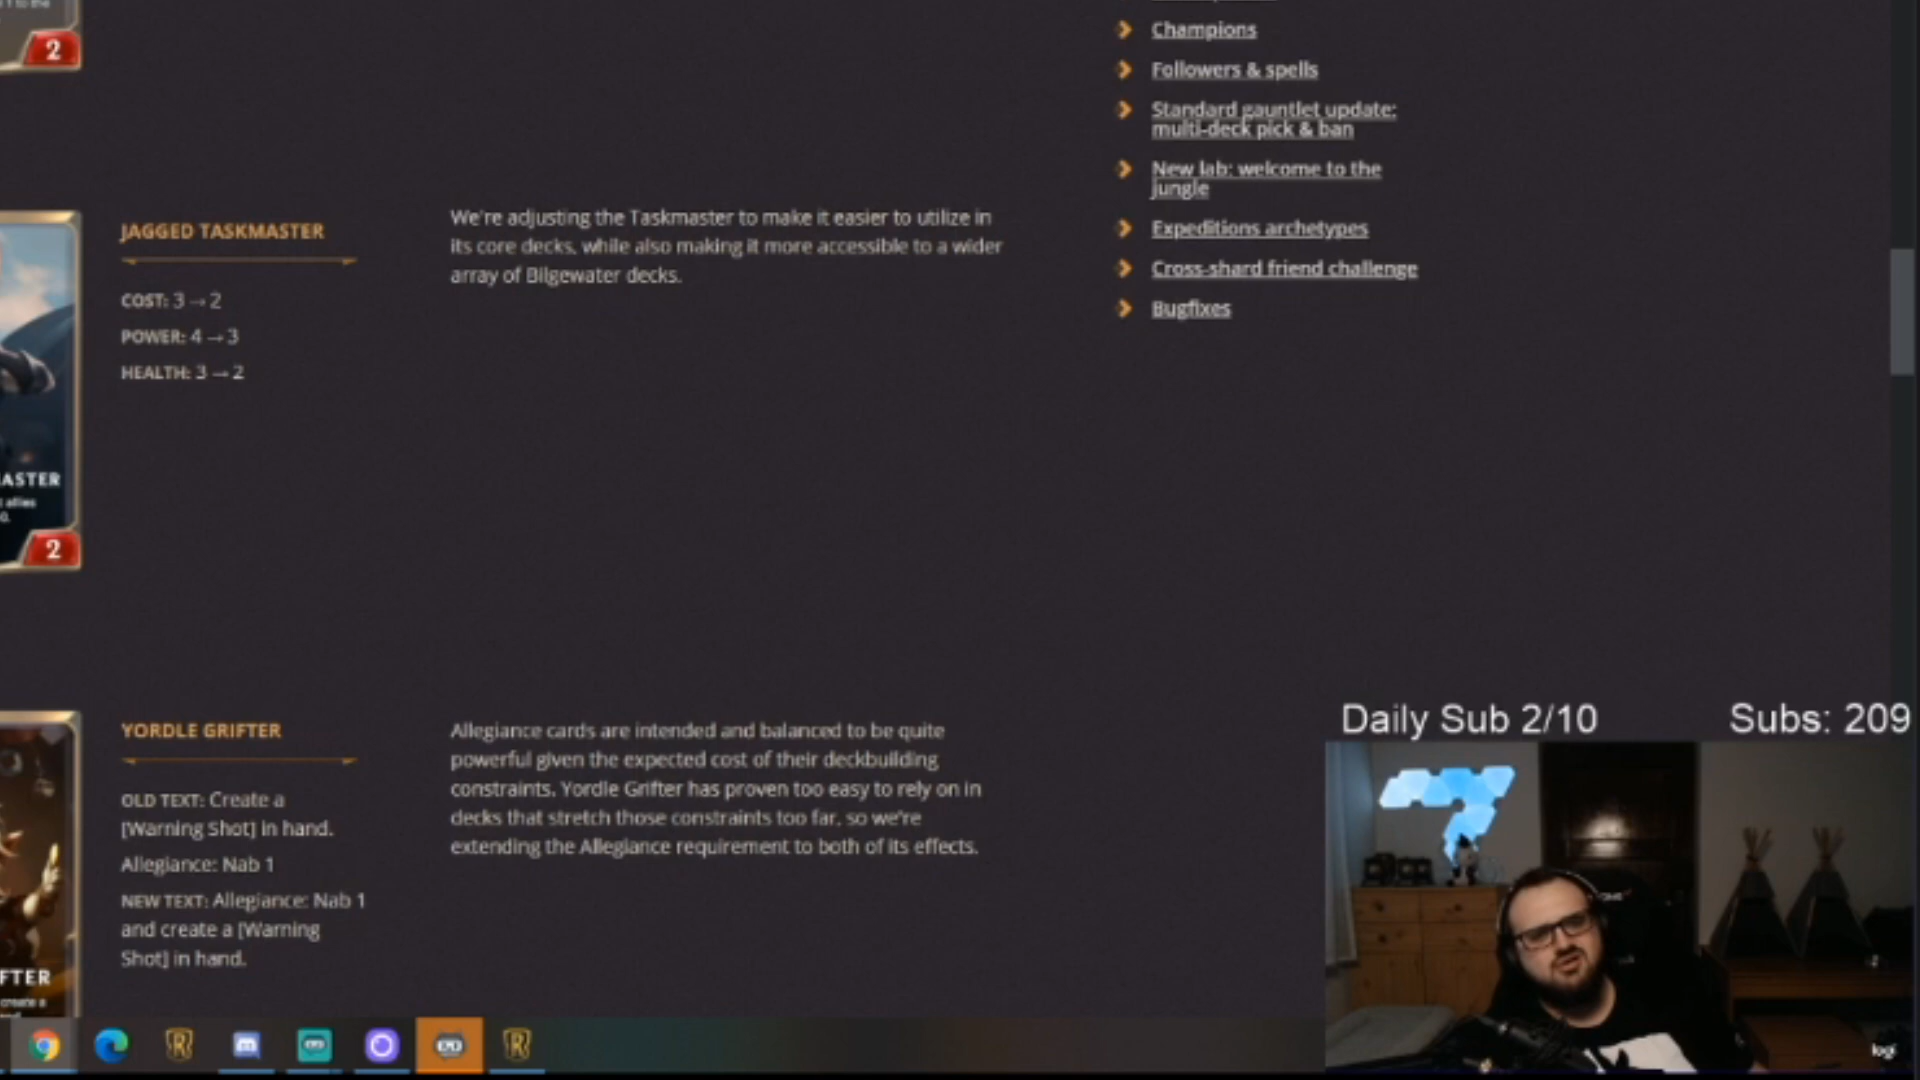 2
Champions
Followers & spells
Standard gauntlet update:
multi-deck pick & ban
New lab: welcome to the
jungle
Expeditions archetypes
Cross-shard friend challenge
Bugfixes
JAGGED TASKMASTER
COST: 3 → 2
POWER: 4 → 3
HEALTH: 3 → 2
We're adjusting the Taskmaster to make it easier to utilize in
its core decks, while also making it more accessible to a wider
array of Bilgewater decks.
ASTER
allies
0.
2
YORDLE GRIFTER
OLD TEXT: Create a
[Warning Shot] in hand.
Allegiance: Nab 1
NEW TEXT: Allegiance: Nab 1
and create a [Warning
Shot] in hand.
Allegiance cards are intended and balanced to be quite
powerful given the expected cost of their deckbuilding
constraints. Yordle Grifter has proven too easy to rely on in
decks that stretch those constraints too far, so we're
extending the Allegiance requirement to both of its effects.
FTER
create a
Daily Sub 2/10
Subs: 209
logi